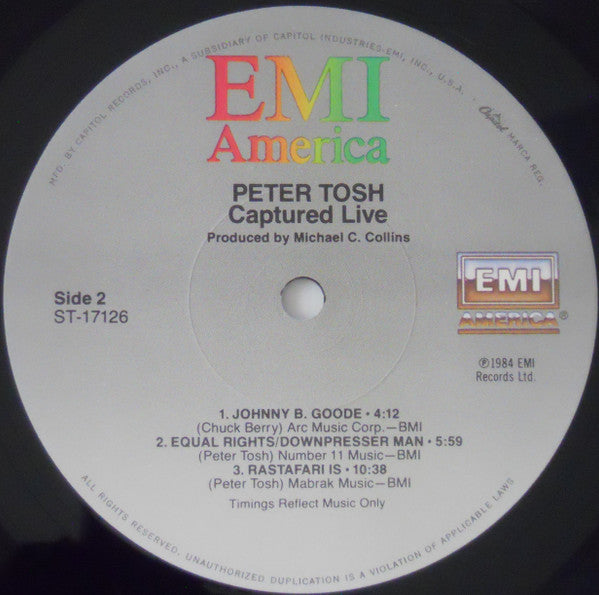 MFD. BY CAPITOL RECORDS, INC., A SUBSIDIARY OF CAPITOL INDUSTRIES-EMI, INC., U.S.A. • Capitol MARCA REG.
EMI
America
PETER TOSH
Captured Live
Produced by Michael C. Collins
Side 2
ST-17126
EMI
AMERICA®
℗1984 EMI
Records Ltd.
1. JOHNNY B. GOODE • 4:12
(Chuck Berry) Arc Music Corp.—BMI
2. EQUAL RIGHTS/DOWNPRESSER MAN • 5:59
(Peter Tosh) Number 11 Music—BMI
3. RASTAFARI IS • 10:38
(Peter Tosh) Mabrak Music—BMI
Timings Reflect Music Only
ALL RIGHTS RESERVED. UNAUTHORIZED DUPLICATION IS A VIOLATION OF APPLICABLE LAWS